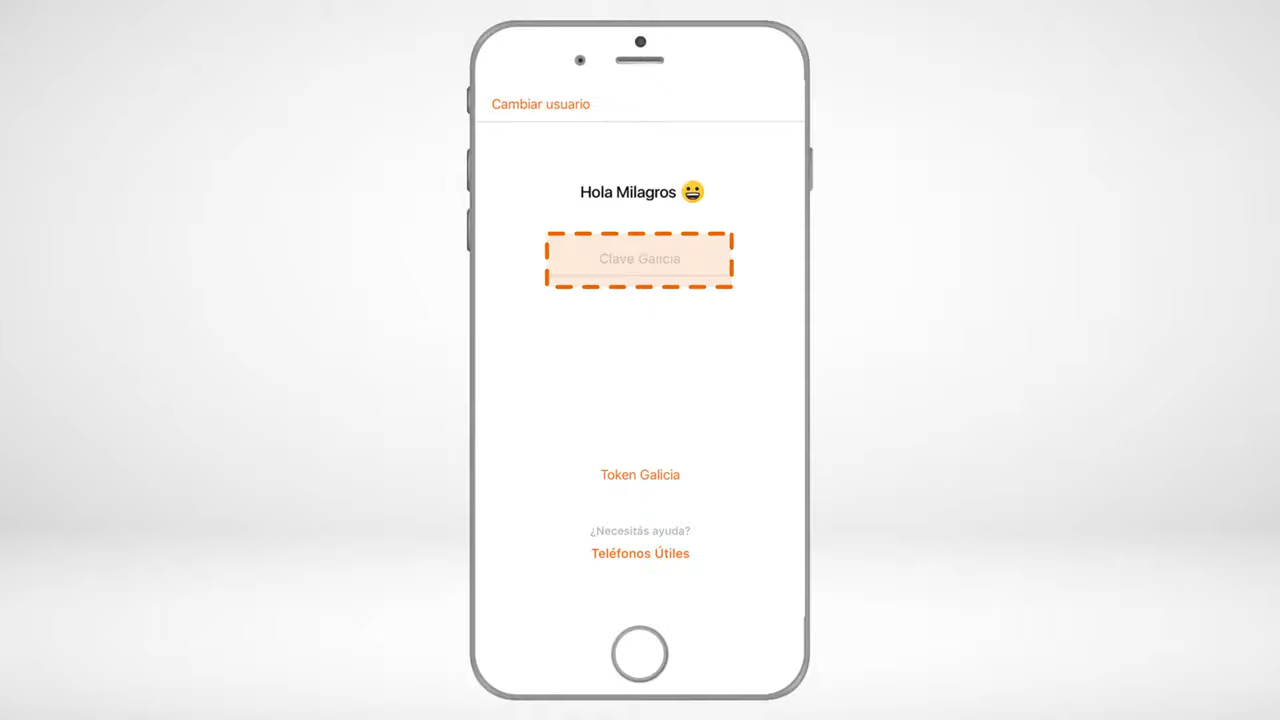 Cambiar usuario
Hola Milagros 😀
Clave Galicia
Token Galicia
¿Necesitás ayuda?
Teléfonos Útiles